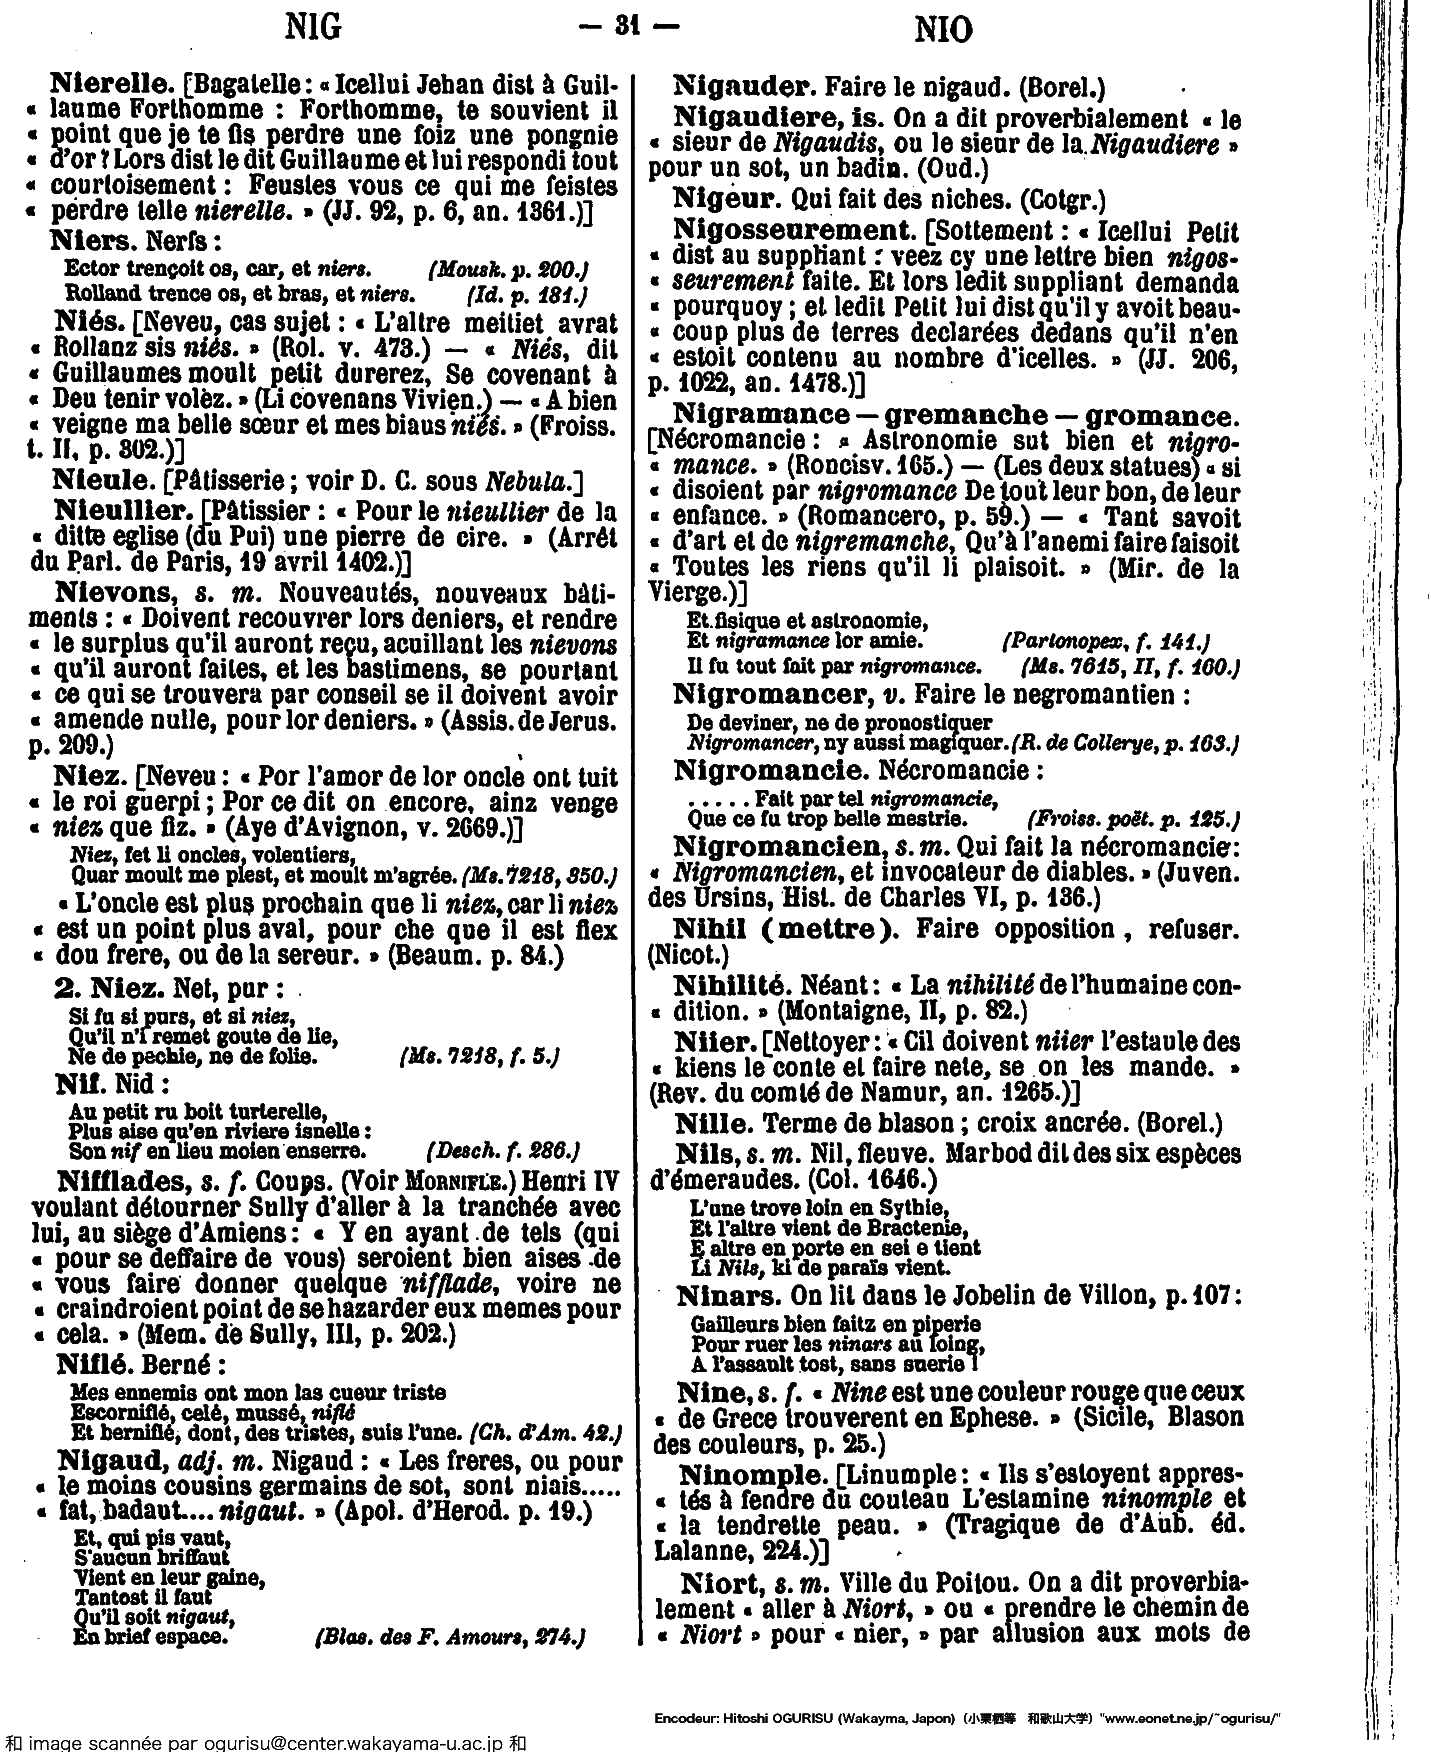 NIG — 31 — NIO
Nierelle. [Bagatelle : « Icellui Jehan dist à Guil-
« laume Forthomme : Forthomme, te souvient il
« point que je te fis perdre une foiz une pongnie
« d'or ? Lors dist le dit Guillaume et lui respondi tout
« courtoisement : Feustes vous ce qui me feistes
« perdre telle nierelle. » (JJ. 92, p. 6, an. 1361.)]
Niers. Nerfs :
Ector trençoit os, car, et niers. (Mousk. p. 200.)
Rolland trence os, et bras, et niers. (Id. p. 181.)
Niés. [Neveu, cas sujet : « L'altre meitiet avrat
« Rollanz sis niés. » (Rol. v. 473.) — « Niés, dit
« Guillaumes moult petit durerez, Se covenant à
« Deu tenir volèz. » (Li covenans Vivien.) — « A bien
« veigne ma belle sœur et mes biaus niés. » (Froiss.
t. II, p. 302.)]
Nieule. [Pâtisserie ; voir D. C. sous Nebula.]
Nieullier. [Pâtissier : « Pour le nieullier de la
« ditte eglise (du Pui) une pierre de cire. » (Arrêt
du Parl. de Paris, 19 avril 1402.)]
Nievons, s. m. Nouveautés, nouveaux bâti-
ments : « Doivent recouvrer lors deniers, et rendre
« le surplus qu'il auront reçu, acuillant les nievons
« qu'il auront faites, et les bastimens, se pourtant
« ce qui se trouvera par conseil se il doivent avoir
« amende nulle, pour lor deniers. » (Assis. de Jerus.
p. 209.)
Niez. [Neveu : « Por l'amor de lor oncle ont tuit
« le roi guerpi ; Por ce dit on encore, ainz venge
« niez que fiz. » (Aye d'Avignon, v. 2669.)]
Niez, fet li oncles, volentiers,
Quar moult me plest, et moult m'agrée. (Ms. 7218, 350.)
« L'oncle est plus prochain que li niez, car li niez
« est un point plus aval, pour che que il est fiex
« dou frere, ou de la sereur. » (Beaum. p. 84.)
2. Niez. Net, pur :
Si fu si purs, et si niez,
Qu'il n'i remet goute de lie,
Ne de pechie, ne de folie. (Ms. 7218, f. 5.)
Nif. Nid :
Au petit ru boit turterelle,
Plus aise qu'en riviere isnelle :
Son nif en lieu moien enserre. (Desch. f. 286.)
Nifflades, s. f. Coups. (Voir MORNIFLE.) Henri IV
voulant détourner Sully d'aller à la tranchée avec
lui, au siège d'Amiens : « Y en ayant de tels (qui
« pour se deffaire de vous) seroient bien aises de
« vous faire donner quelque nifflade, voire ne
« craindroient point de se hazarder eux memes pour
« cela. » (Mem. de Sully, III, p. 202.)
Niflé. Berné :
Mes ennemis ont mon las cueur triste
Escorniflé, celé, mussé, niflé
Et berniflé, dont, des tristes, suis l'une. (Ch. d'Am. 42.)
Nigaud, adj. m. Nigaud : « Les freres, ou pour
« le moins cousins germains de sot, sont niais.....
« fat, badaut.... nigaut. » (Apol. d'Herod. p. 19.)
Et, qui pis vaut,
S'aucun briffaut
Vient en leur gaine,
Tantost il faut
Qu'il soit nigaut,
En brief espace. (Blas. des F. Amours, 274.)
Nigauder. Faire le nigaud. (Borel.)
Nigaudiere, is. On a dit proverbialement « le
« sieur de Nigaudis, ou le sieur de la Nigaudiere »
pour un sot, un badin. (Oud.)
Nigeur. Qui fait des niches. (Cotgr.)
Nigosseurement. [Sottement : « Icellui Petit
« dist au suppliant : veez cy une lettre bien nigos-
« seurement faite. Et lors ledit suppliant demanda
« pourquoy ; et ledit Petit lui dist qu'il y avoit beau-
« coup plus de terres declarées dedans qu'il n'en
« estoit contenu au nombre d'icelles. » (JJ. 206,
p. 1022, an. 1478.)]
Nigramance — gremanche — gromance.
[Nécromancie : « Astronomie sut bien et nigro-
« mance. » (Roncisv. 165.) — (Les deux statues) « si
« disoient par nigromance De tout leur bon, de leur
« enfance. » (Romancero, p. 59.) — « Tant savoit
« d'art et de nigremanche, Qu'à l'anemi faire faisoit
« Toutes les riens qu'il li plaisoit. » (Mir. de la
Vierge.)]
Et fisique et astronomie,
Et nigramance lor amie. (Partonopex, f. 141.)
Il fu tout fait par nigromance. (Ms. 7615, II, f. 160.)
Nigromancer, v. Faire le negromantien :
De deviner, ne de pronostiquer
Nigromancer, ny aussi magiquer. (R. de Collerye, p. 163.)
Nigromancie. Nécromancie :
..... Fait par tel nigromancie,
Que ce fu trop belle mestrie. (Froiss. poët. p. 125.)
Nigromancien, s. m. Qui fait la nécromancie :
« Nigromancien, et invocateur de diables. » (Juven.
des Ursins, Hist. de Charles VI, p. 136.)
Nihil (mettre). Faire opposition, refuser.
(Nicot.)
Nihilité. Néant : « La nihilité de l'humaine con-
« dition. » (Montaigne, II, p. 82.)
Niier. [Nettoyer : « Cil doivent niier l'estaule des
« kiens le conte et faire nete, se on les mande. »
(Rev. du comté de Namur, an. 1265.)]
Nille. Terme de blason ; croix ancrée. (Borel.)
Nils, s. m. Nil, fleuve. Marbod dit des six espèces
d'émeraudes. (Col. 1646.)
L'une trove loin en Sythie,
Et l'altre vient de Bractenie,
E altre en porte en sei e tient
Li Nils, ki de paraïs vient.
Ninars. On lit dans le Jobelin de Villon, p. 107 :
Gailleurs bien faitz en piperie
Pour ruer les ninars au loing,
A l'assault tost, sans suerie !
Nine, s. f. « Nine est une couleur rouge que ceux
« de Grece trouverent en Ephese. » (Sicile, Blason
des couleurs, p. 25.)
Ninomple. [Linumple : « Ils s'estoyent appres-
« tés à fendre du couteau L'estamine ninomple et
« la tendrette peau. » (Tragique de d'Aub. éd.
Lalanne, 224.)]
Niort, s. m. Ville du Poitou. On a dit proverbia-
lement « aller à Niort, » ou « prendre le chemin de
« Niort » pour « nier, » par allusion aux mots de
Encodeur: Hitoshi OGURISU (Wakayma, Japon) (小栗栖等 和歌山大学) "www.eonet.ne.jp/~ogurisu/"
和 image scannée par ogurisu@center.wakayama-u.ac.jp 和